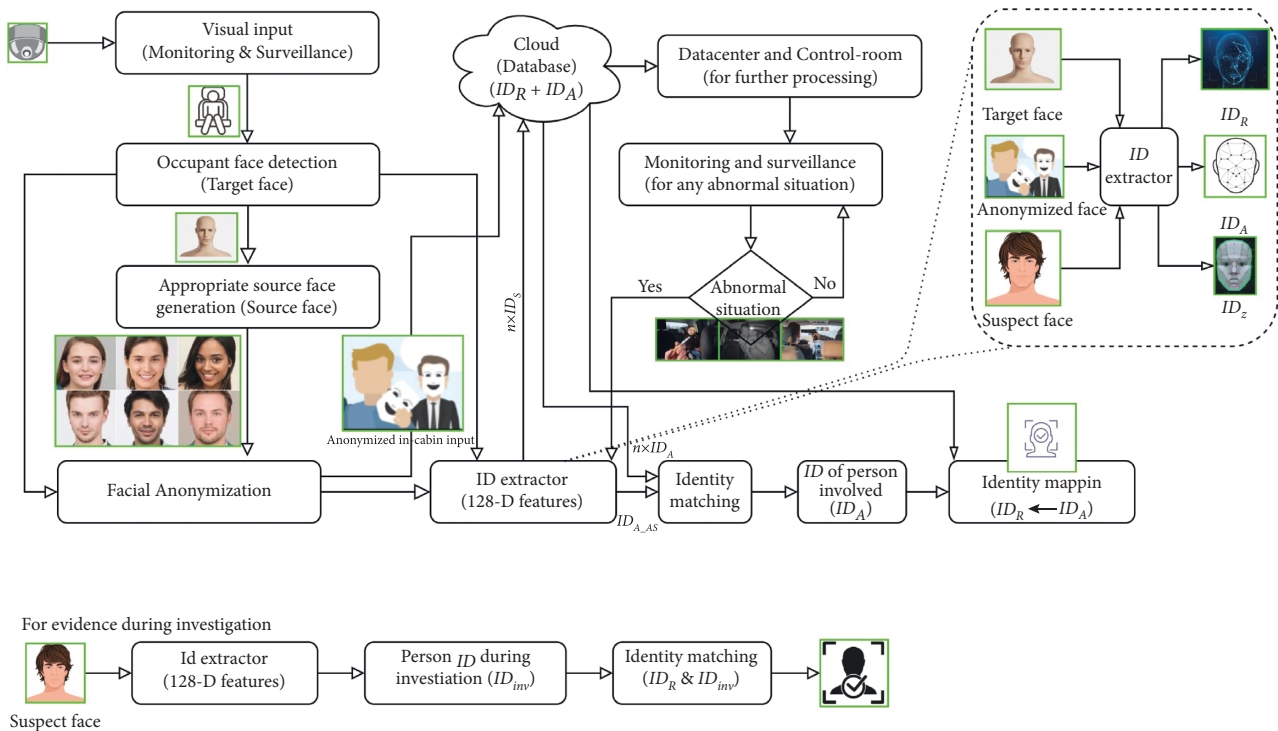 Visual input
(Monitoring & Surveillance)
Occupant face detection
(Target face)
Appropriate source face
generation (Source face)
Facial Anonymization
Anonymized in-cabin input
Cloud
(Database)
(ID_R + ID_A)
n×ID_S
n×ID_A
ID extractor
(128-D features)
ID_A_AS
Datacenter and Control-room
(for further processing)
Monitoring and surveillance
(for any abnormal situation)
Yes
Abnormal
situation
No
Identity
matching
ID of person
involved
(ID_A)
Identity mappin
(ID_R ← ID_A)
Target face
Anonymized face
Suspect face
ID
extractor
ID_R
ID_A
ID_z
For evidence during investigation
Suspect face
Id extractor
(128-D features)
Person ID during
investiation (ID_inv)
Identity matching
(ID_R & ID_inv)